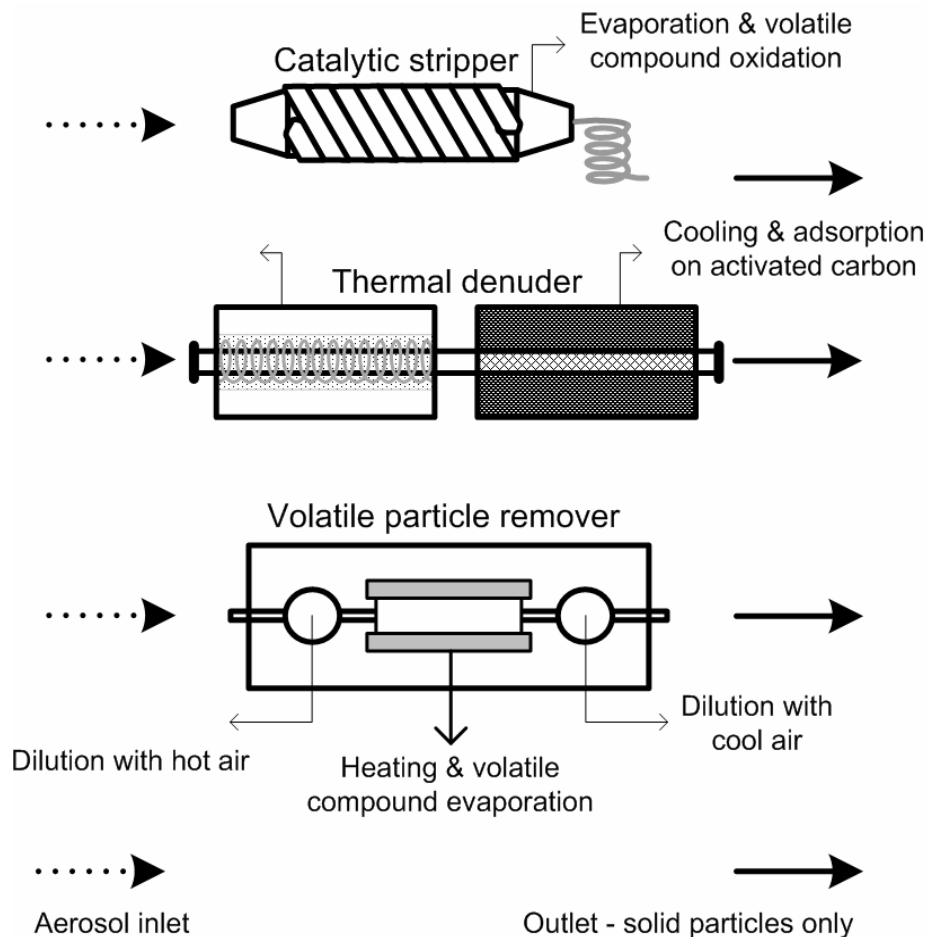 Evaporation & volatile
compound oxidation
Catalytic stripper
Cooling & adsorption
on activated carbon
Thermal denuder
Volatile particle remover
Dilution with hot air
Heating & volatile
compound evaporation
Dilution with
cool air
Aerosol inlet
Outlet - solid particles only